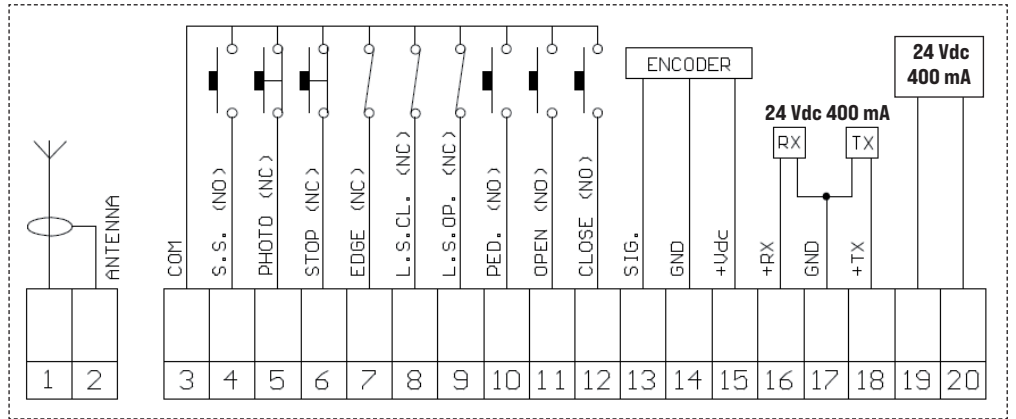 24 Vdc
400 mA
ENCODER
24 Vdc 400 mA
RX
TX
ANTENNA
COM
S.S. (NO)
PHOTO (NC)
STOP (NC)
EDGE (NC)
L.S.CL. (NC)
L.S.OP. (NC)
PED. (NO)
OPEN (NO)
CLOSE (NO)
SIG.
GND
+Vdc
+RX
GND
+TX
1 2 3 4 5 6 7 8 9 10 11 12 13 14 15 16 17 18 19 20